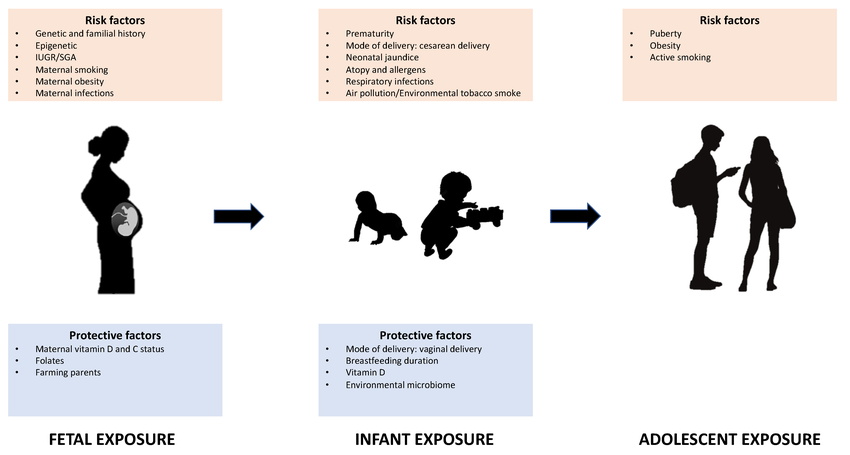 Risk factors
• Genetic and familial history
• Epigenetic
• IUGR/SGA
• Maternal smoking
• Maternal obesity
• Maternal infections
Risk factors
• Prematurity
• Mode of delivery: cesarean delivery
• Neonatal jaundice
• Atopy and allergens
• Respiratory infections
• Air pollution/Environmental tobacco smoke
Risk factors
• Puberty
• Obesity
• Active smoking
Protective factors
• Maternal vitamin D and C status
• Folates
• Farming parents
Protective factors
• Mode of delivery: vaginal delivery
• Breastfeeding duration
• Vitamin D
• Environmental microbiome
FETAL EXPOSURE
INFANT EXPOSURE
ADOLESCENT EXPOSURE